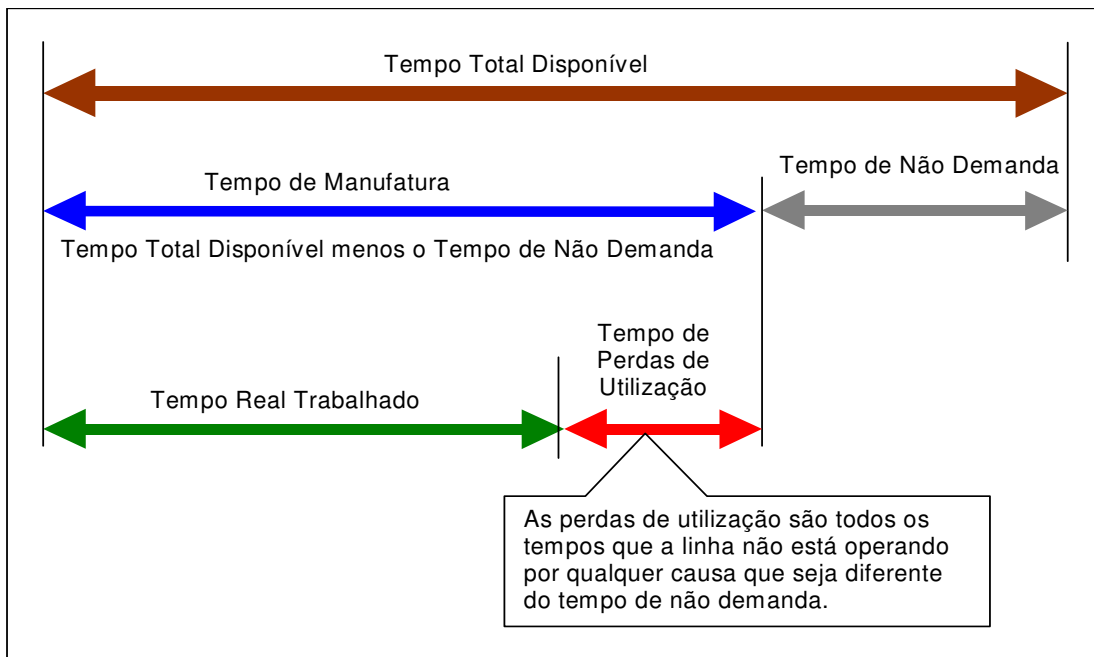 Tempo Total Disponível
Tempo de Não Demanda
Tempo de Manufatura
Tempo Total Disponível menos o Tempo de Não Demanda
Tempo de
Perdas de
Utilização
Tempo Real Trabalhado
As perdas de utilização são todos os
tempos que a linha não está operando
por qualquer causa que seja diferente
do tempo de não demanda.